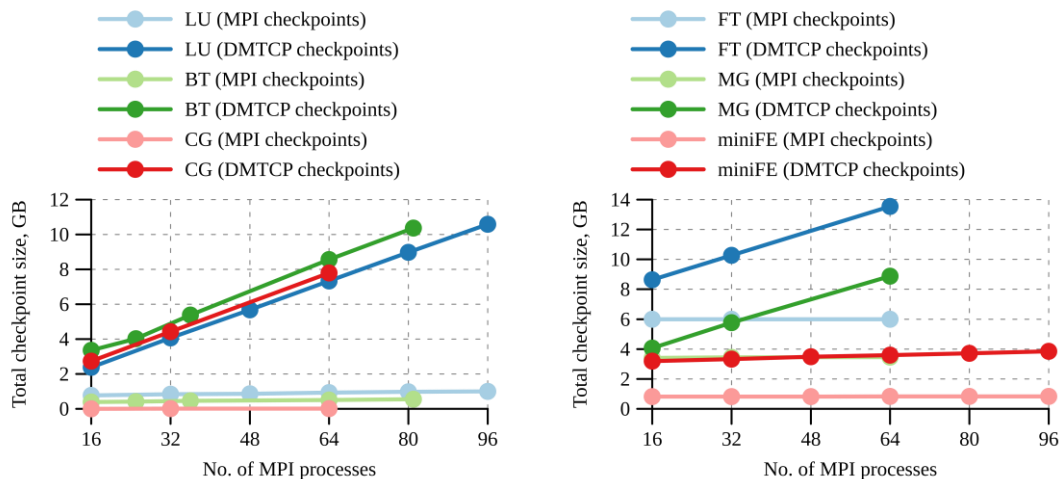 LU (MPI checkpoints)
LU (DMTCP checkpoints)
BT (MPI checkpoints)
BT (DMTCP checkpoints)
CG (MPI checkpoints)
CG (DMTCP checkpoints)
Total checkpoint size, GB
12
10
8
6
4
2
0
16 32 48 64 80 96
No. of MPI processes
FT (MPI checkpoints)
FT (DMTCP checkpoints)
MG (MPI checkpoints)
MG (DMTCP checkpoints)
miniFE (MPI checkpoints)
miniFE (DMTCP checkpoints)
Total checkpoint size, GB
14
12
10
8
6
4
2
0
16 32 48 64 80 96
No. of MPI processes